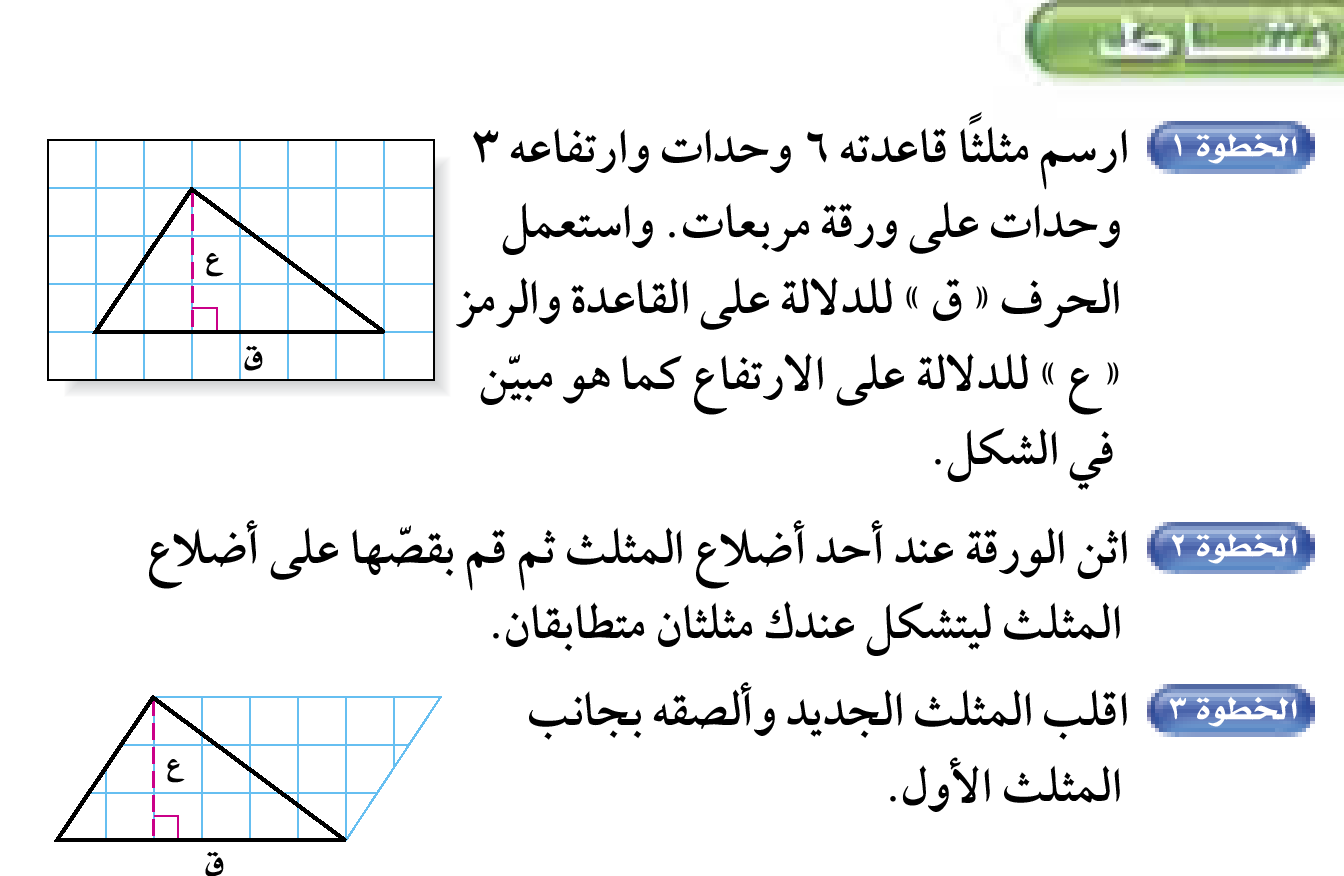 نشـــاط
الخطوة ١ ارسم مثلثًا قاعدته ٦ وحدات وارتفاعه ٣
وحدات على ورقة مربعات. واستعمل
الحرف « ق » للدلالة على القاعدة والرمز
« ع » للدلالة على الارتفاع كما هو مبيّن
في الشكل.
ع
ق
الخطوة ٢ اثن الورقة عند أحد أضلاع المثلث ثم قم بقصّها على أضلاع
المثلث ليتشكل عندك مثلثان متطابقان.
الخطوة ٣ اقلب المثلث الجديد وألصقه بجانب
المثلث الأول.
ع
ق